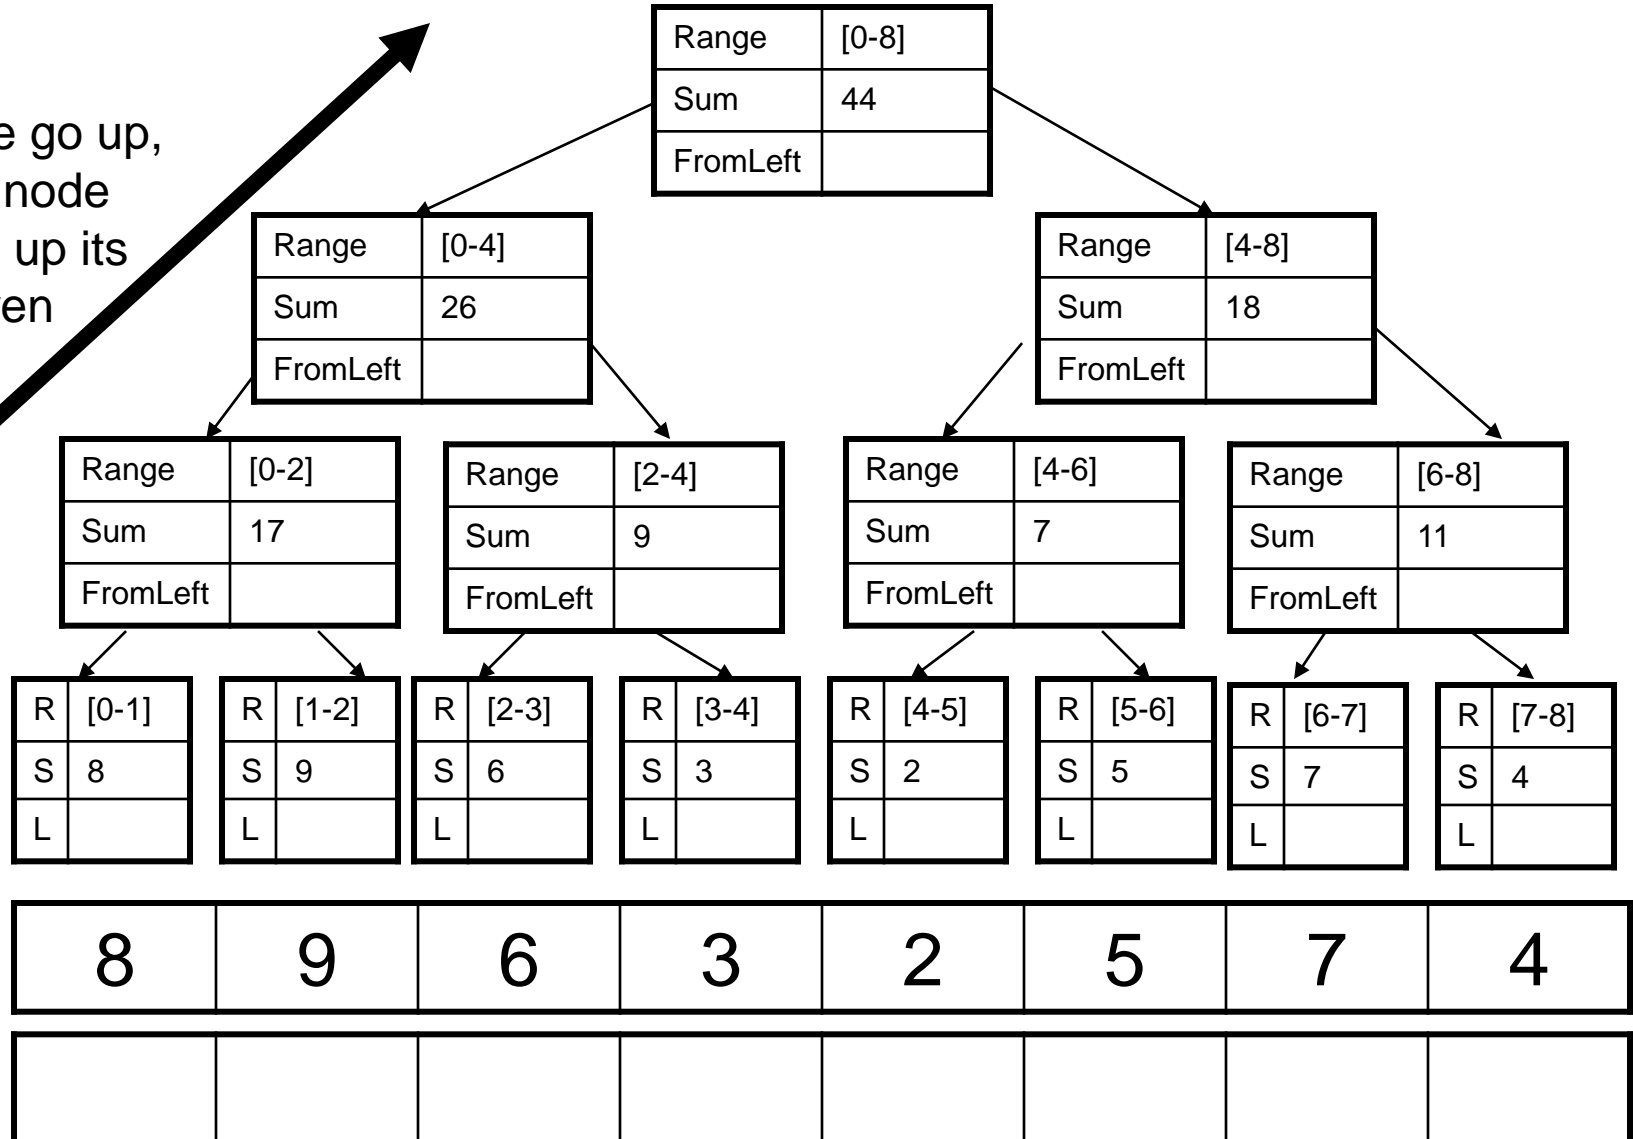 Range [0-8]
Sum 44
FromLeft
e go up,
node
up its
en
Range [0-4]
Sum 26
FromLeft
Range [4-8]
Sum 18
FromLeft
Range [0-2]
Sum 17
FromLeft
Range [2-4]
Sum 9
FromLeft
Range [4-6]
Sum 7
FromLeft
Range [6-8]
Sum 11
FromLeft
R [0-1]
S 8
L
R [1-2]
S 9
L
R [2-3]
S 6
L
R [3-4]
S 3
L
R [4-5]
S 2
L
R [5-6]
S 5
L
R [6-7]
S 7
L
R [7-8]
S 4
L
8 9 6 3 2 5 7 4